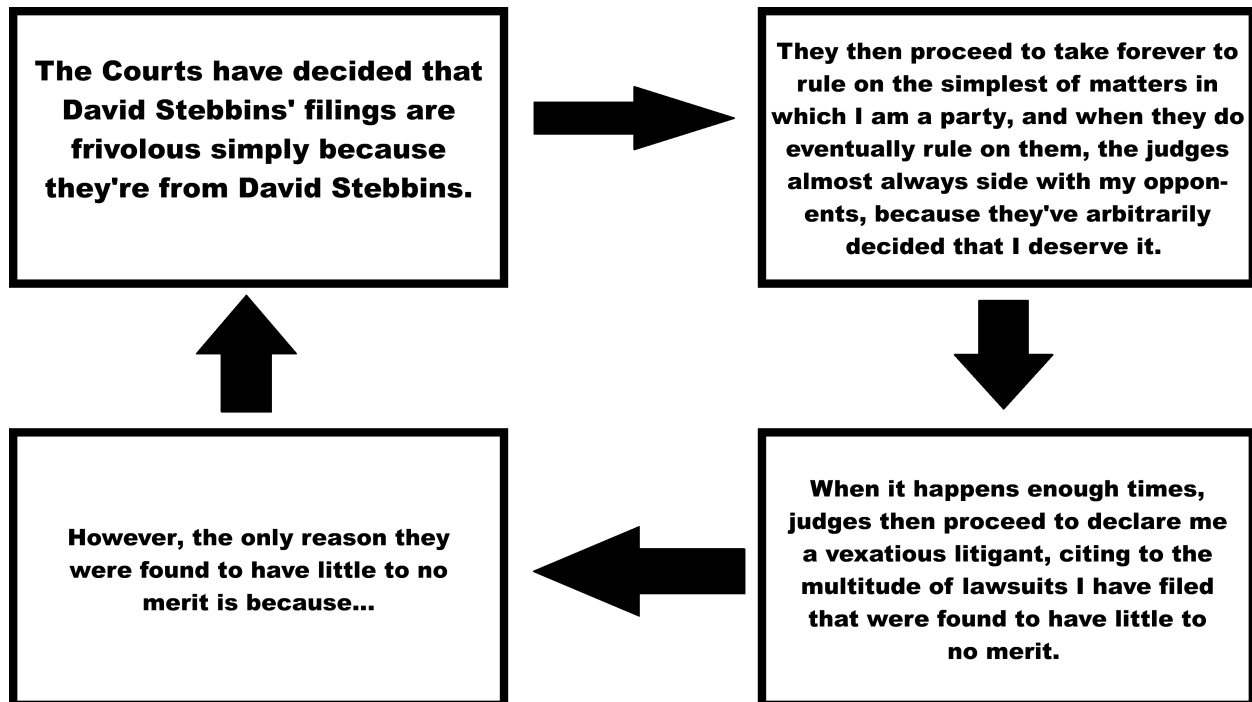 The Courts have decided that
David Stebbins' filings are
frivolous simply because
they're from David Stebbins.
They then proceed to take forever to
rule on the simplest of matters in
which I am a party, and when they do
eventually rule on them, the judges
almost always side with my oppon-
ents, because they've arbitrarily
decided that I deserve it.
When it happens enough times,
judges then proceed to declare me
a vexatious litigant, citing to the
multitude of lawsuits I have filed
that were found to have little to
no merit.
However, the only reason they
were found to have little to no
merit is because...